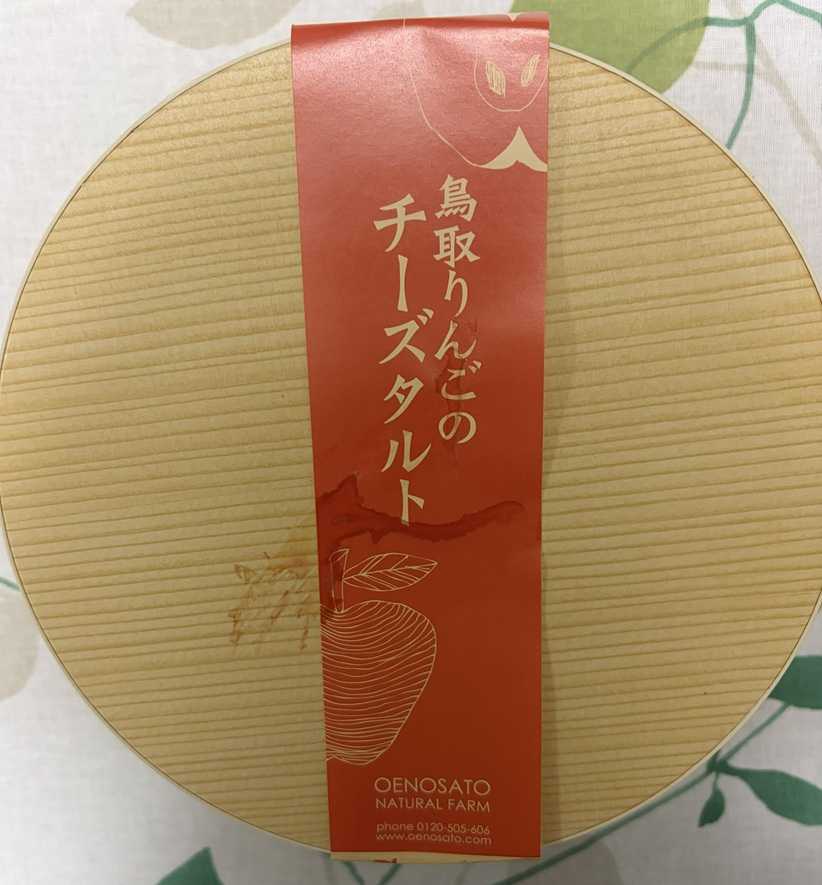 鳥取りんごの
チーズタルト
OENOSATO
NATURAL FARM
phone 0120-505-606
www.oenosato.com